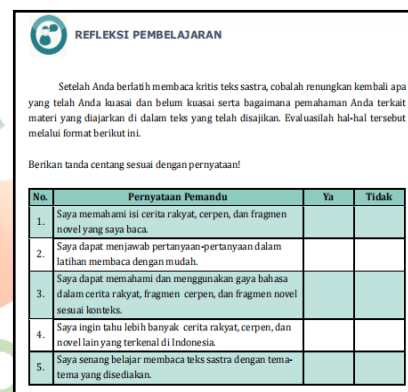 REFLEKSI PEMBELAJARAN
Setelah Anda berlatih membaca kritis teks sastra, cobalah renungkan kembali apa
yang telah Anda kuasai dan belum kuasai serta bagaimana pemahaman Anda terkait
materi yang diajarkan di dalam teks yang telah disajikan. Evaluasilah hal-hal tersebut
melalui format berikut ini.
Berikan tanda centang sesuai dengan pernyataan!
No. Pernyataan Pemandu Ya Tidak
1. Saya memahami isi cerita rakyat, cerpen, dan fragmen
novel yang saya baca.
2. Saya dapat menjawab pertanyaan-pertanyaan dalam
latihan membaca dengan mudah.
3. Saya dapat memahami dan menggunakan gaya bahasa
dalam cerita rakyat, fragmen cerpen, dan fragmen novel
sesuai konteks.
4. Saya ingin tahu lebih banyak cerita rakyat, cerpen, dan
novel lain yang terkenal di Indonesia.
5. Saya senang belajar membaca teks sastra dengan tema-
tema yang disediakan.